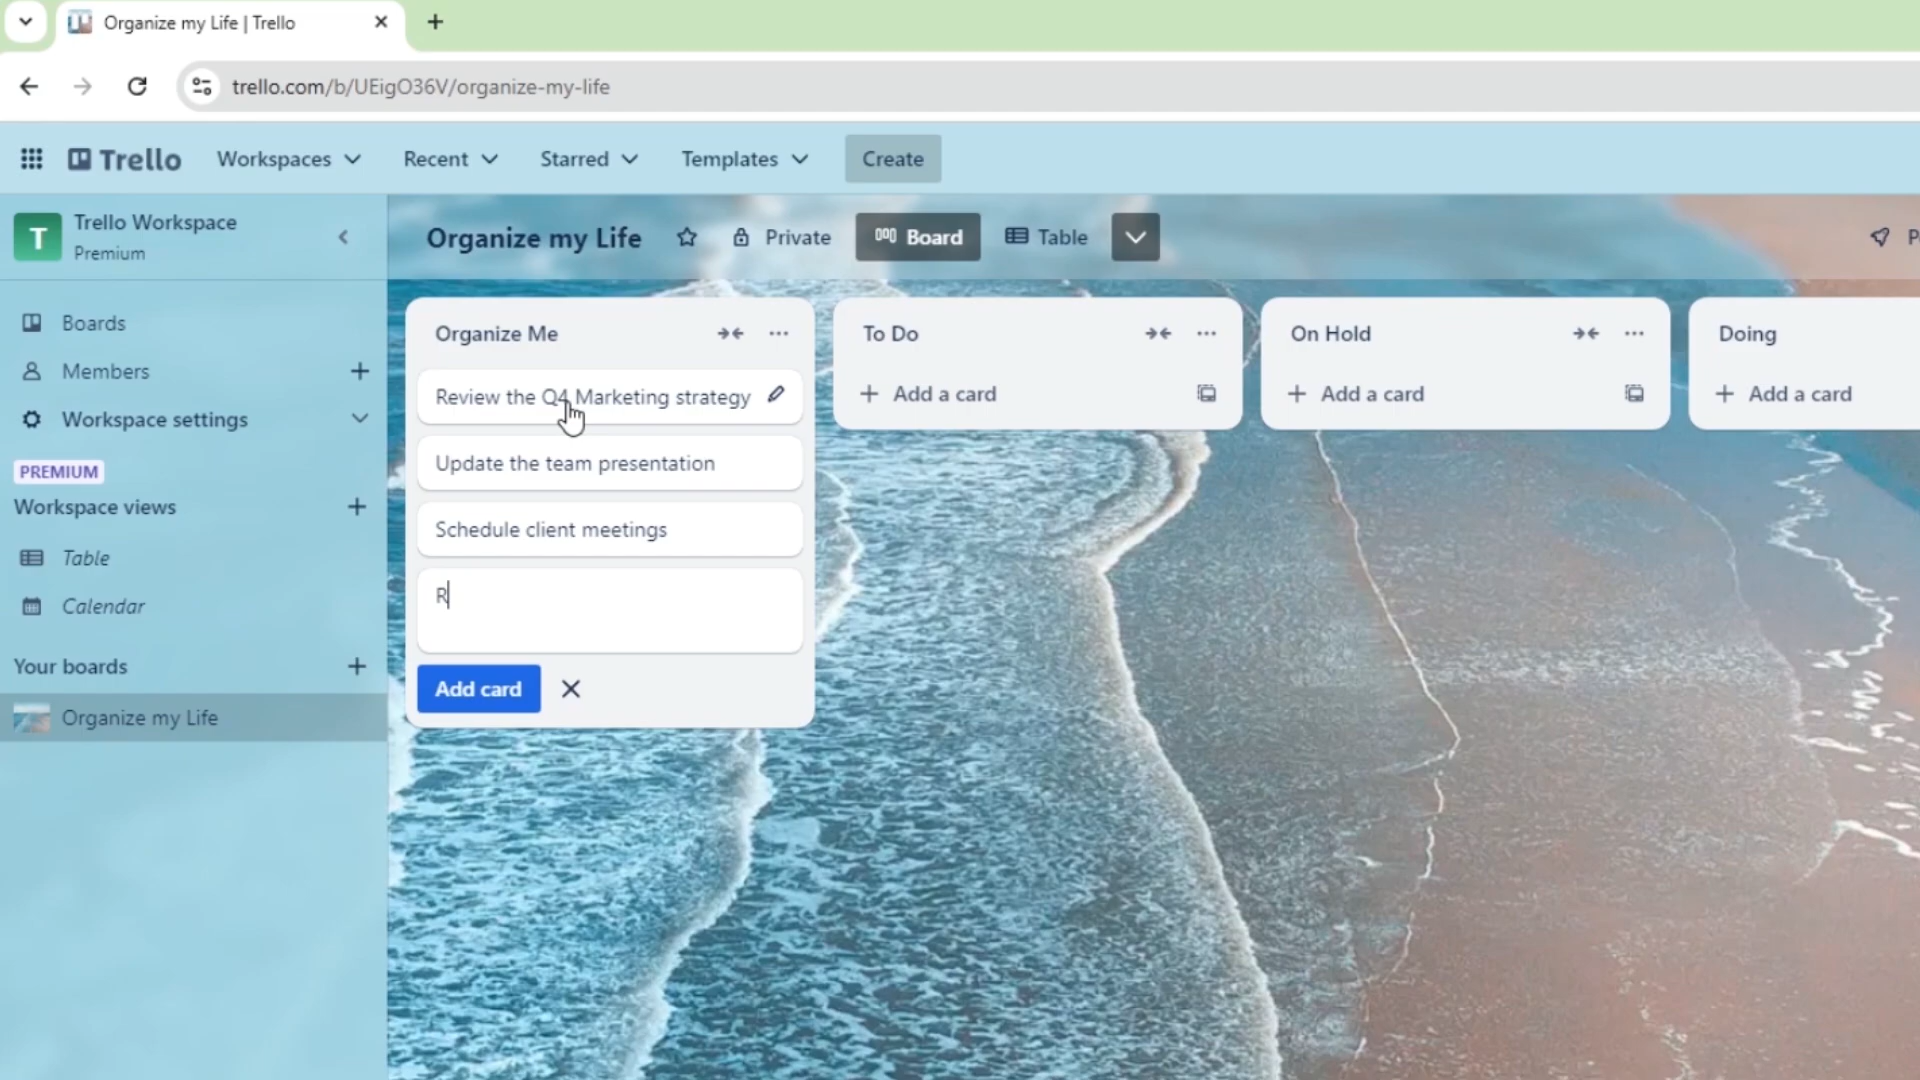 Organize my Life | Trello
trello.com/b/UEigO36V/organize-my-life
Trello
Workspaces
Recent
Starred
Templates
Create
T
Trello Workspace
Premium
Organize my Life
Private
Board
Table
Boards
Members
Workspace settings
PREMIUM
Workspace views
Table
Calendar
Your boards
Organize my Life
Organize Me
Review the Q4 Marketing strategy
Update the team presentation
Schedule client meetings
R
Add card
To Do
Add a card
On Hold
Add a card
Doing
Add a card